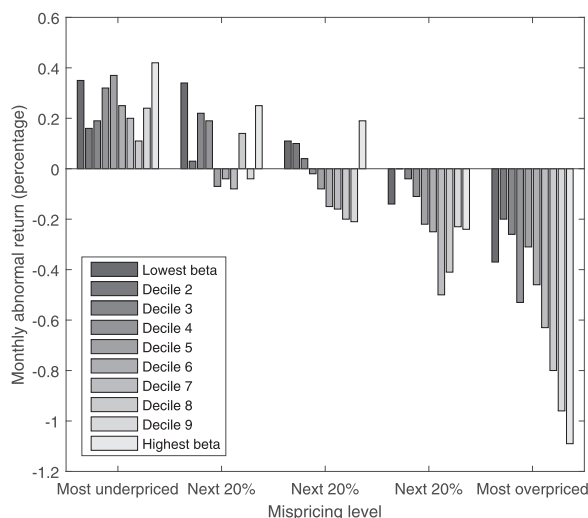 0.6
0.4
0.2
0
-0.2
-0.4
-0.6
-0.8
-1
-1.2
Monthly abnormal return (percentage)
Lowest beta
Decile 2
Decile 3
Decile 4
Decile 5
Decile 6
Decile 7
Decile 8
Decile 9
Highest beta
Most underpriced Next 20% Next 20% Next 20% Most overpriced
Mispricing level